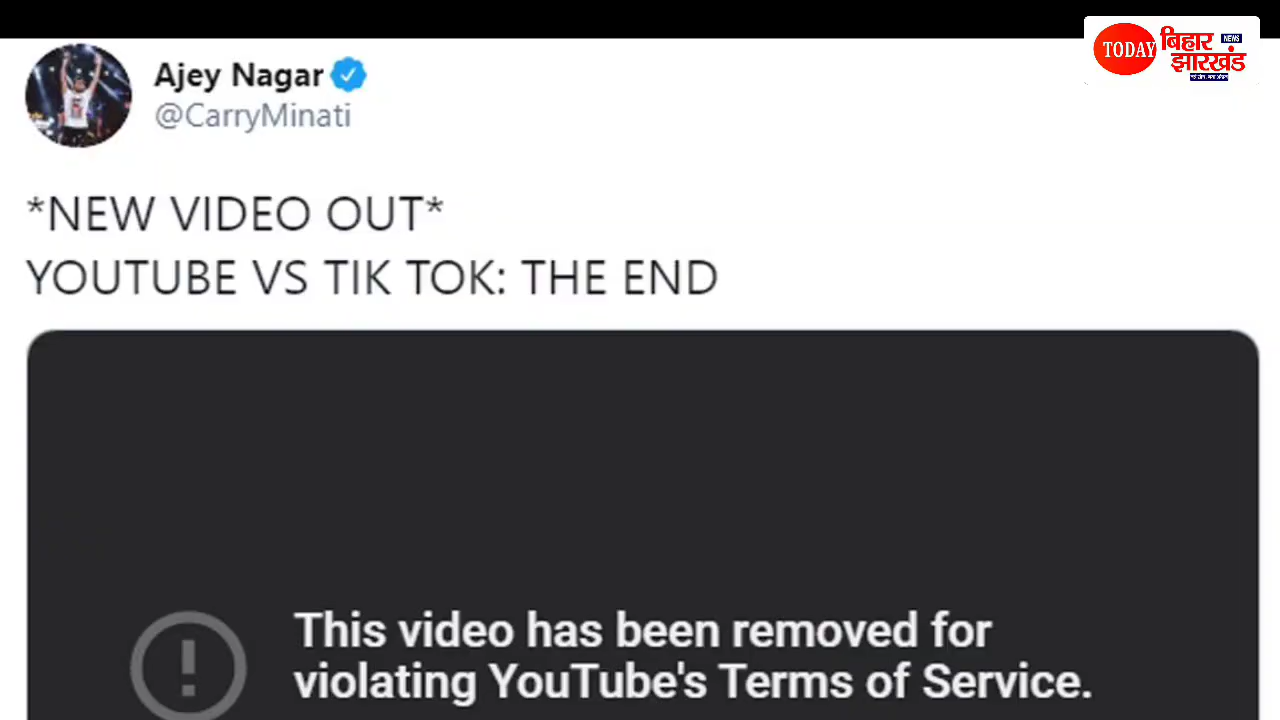 TODAY बिहार NEWS
झारखंड
Ajey Nagar
@CarryMinati
*NEW VIDEO OUT*
YOUTUBE VS TIK TOK: THE END
This video has been removed for
violating YouTube's Terms of Service.